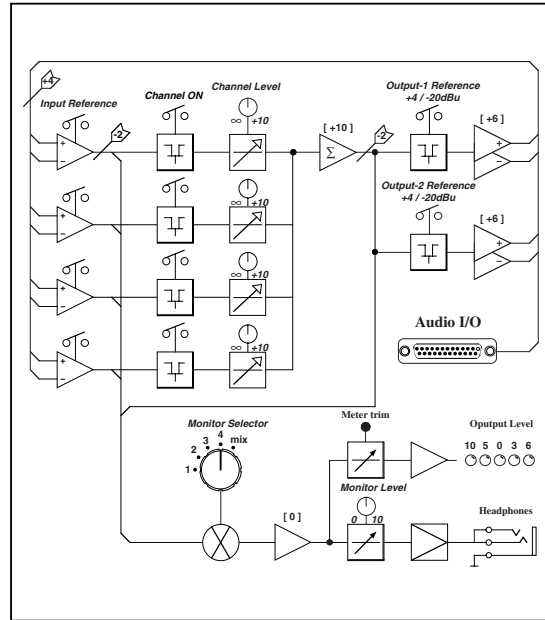 +4
Input Reference
Channel ON
Channel Level
Output-1 Reference
+4 / -20dBu
∞ +10
[ +10 ]
[ +6 ]
-2
-2
+
−
Σ
+
−
Output-2 Reference
+4 / -20dBu
∞ +10
[ +6 ]
+
−
+
−
∞ +10
+
−
Audio I/O
∞ +10
+
−
Monitor Selector
Meter trim
Oputput Level
1 2 3 4 mix
10 5 0 3 6
Monitor Level
[ 0 ]
0 10
Headphones